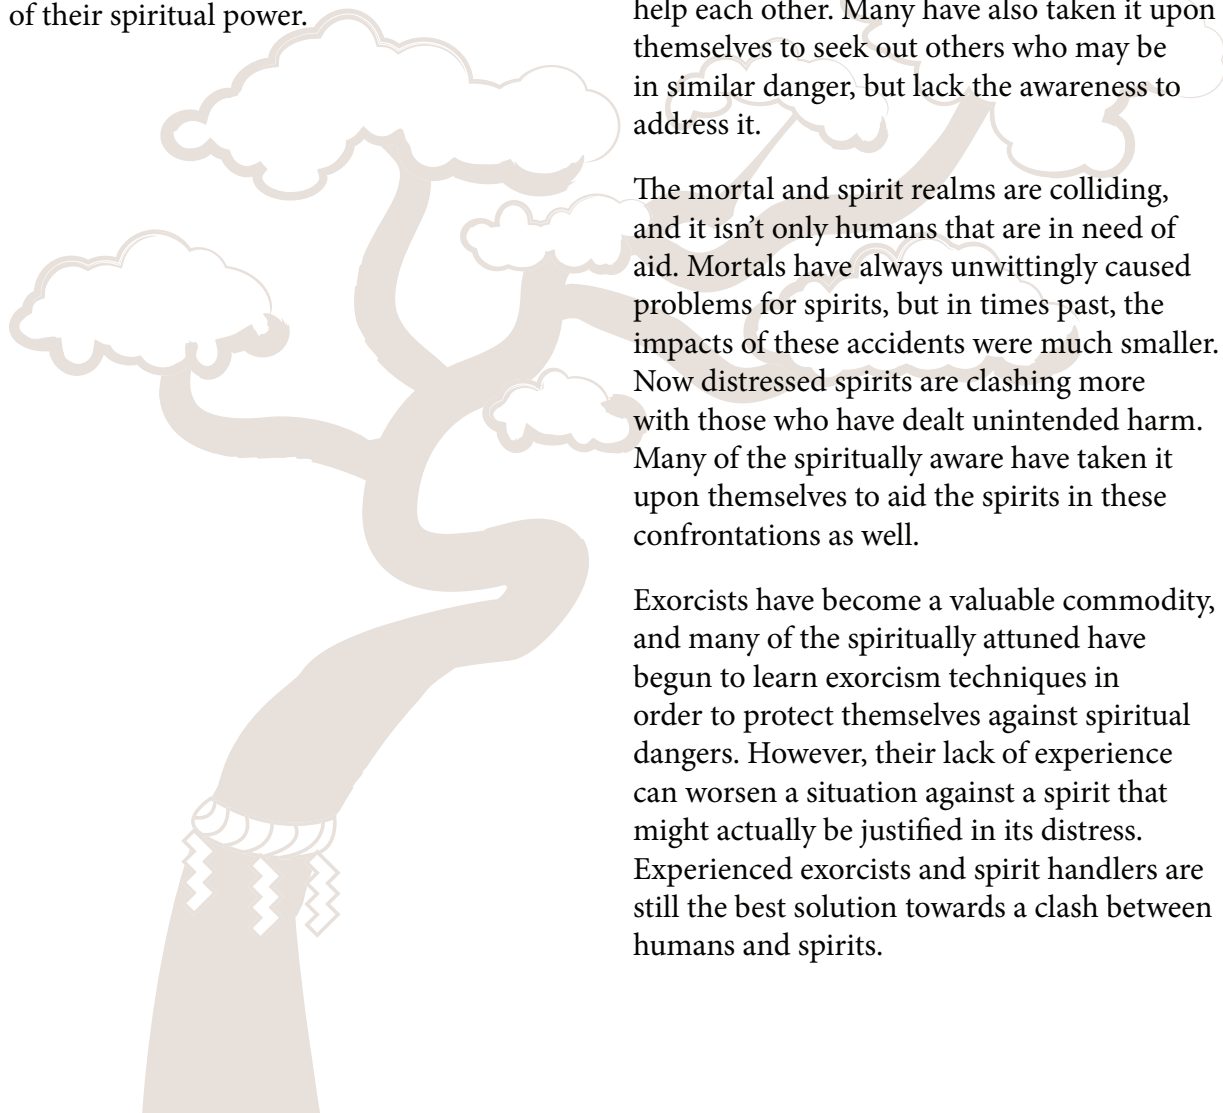 of their spiritual power.
help each other. Many have also taken it upon
themselves to seek out others who may be
in similar danger, but lack the awareness to
address it.
The mortal and spirit realms are colliding,
and it isn’t only humans that are in need of
aid. Mortals have always unwittingly caused
problems for spirits, but in times past, the
impacts of these accidents were much smaller.
Now distressed spirits are clashing more
with those who have dealt unintended harm.
Many of the spiritually aware have taken it
upon themselves to aid the spirits in these
confrontations as well.
Exorcists have become a valuable commodity,
and many of the spiritually attuned have
begun to learn exorcism techniques in
order to protect themselves against spiritual
dangers. However, their lack of experience
can worsen a situation against a spirit that
might actually be justified in its distress.
Experienced exorcists and spirit handlers are
still the best solution towards a clash between
humans and spirits.